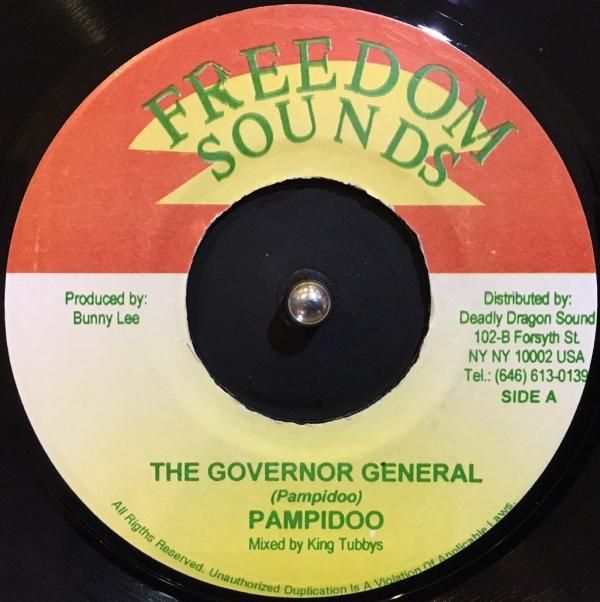 FREEDOM
SOUNDS
Produced by:
Bunny Lee
Distributed by:
Deadly Dragon Sound
102-B Forsyth St.
NY NY 10002 USA
Tel.: (646) 613-0139
SIDE A
THE GOVERNOR GENERAL
(Pampidoo)
PAMPIDOO
Mixed by King Tubbys
All Rigths Reserved. Unauthorized Duplication Is A Violation Of Applicable Laws.